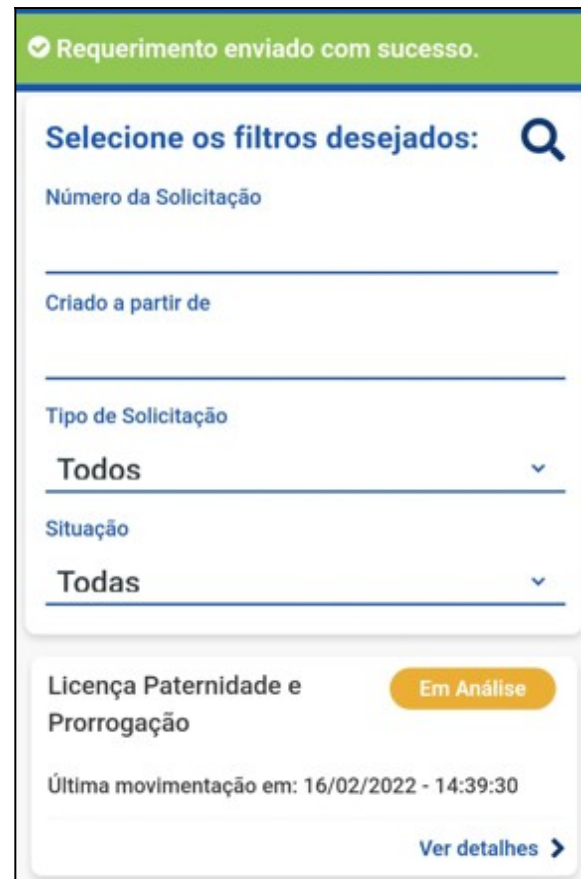 Requerimento enviado com sucesso.
Selecione os filtros desejados:
Número da Solicitação
Criado a partir de
Tipo de Solicitação
Todos
Situação
Todas
Licença Paternidade e
Prorrogação
Em Análise
Última movimentação em: 16/02/2022 - 14:39:30
Ver detalhes